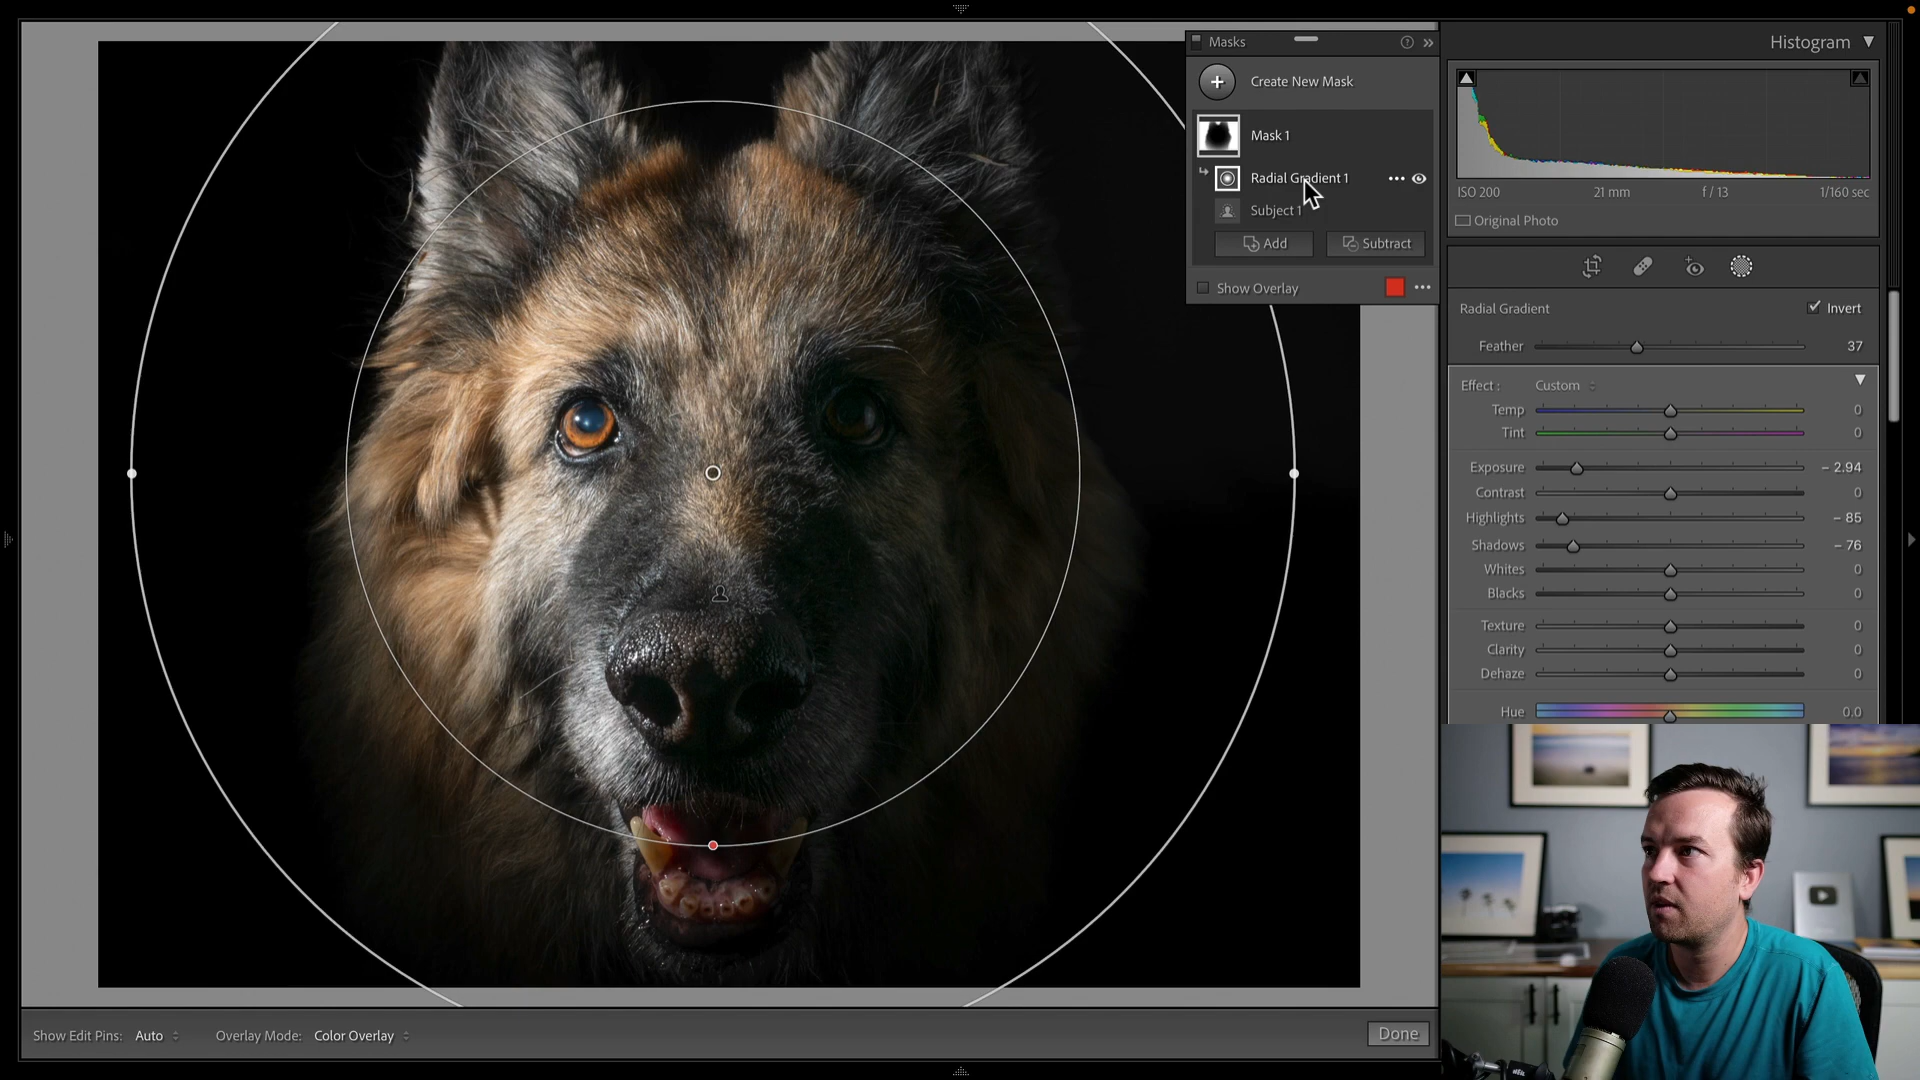 Masks
Create New Mask
Mask 1
Radial Gradient 1
Subject 1
Add Subtract
Show Overlay
Histogram
ISO 200 21 mm f / 13 1/160 sec
Original Photo
Radial Gradient Invert
Feather 37
Effect : Custom
Temp 0
Tint 0
Exposure – 2.94
Contrast 0
Highlights – 85
Shadows – 76
Whites 0
Blacks 0
Texture 0
Clarity 0
Dehaze 0
Hue 0.0
Show Edit Pins: Auto Overlay Mode: Color Overlay Done